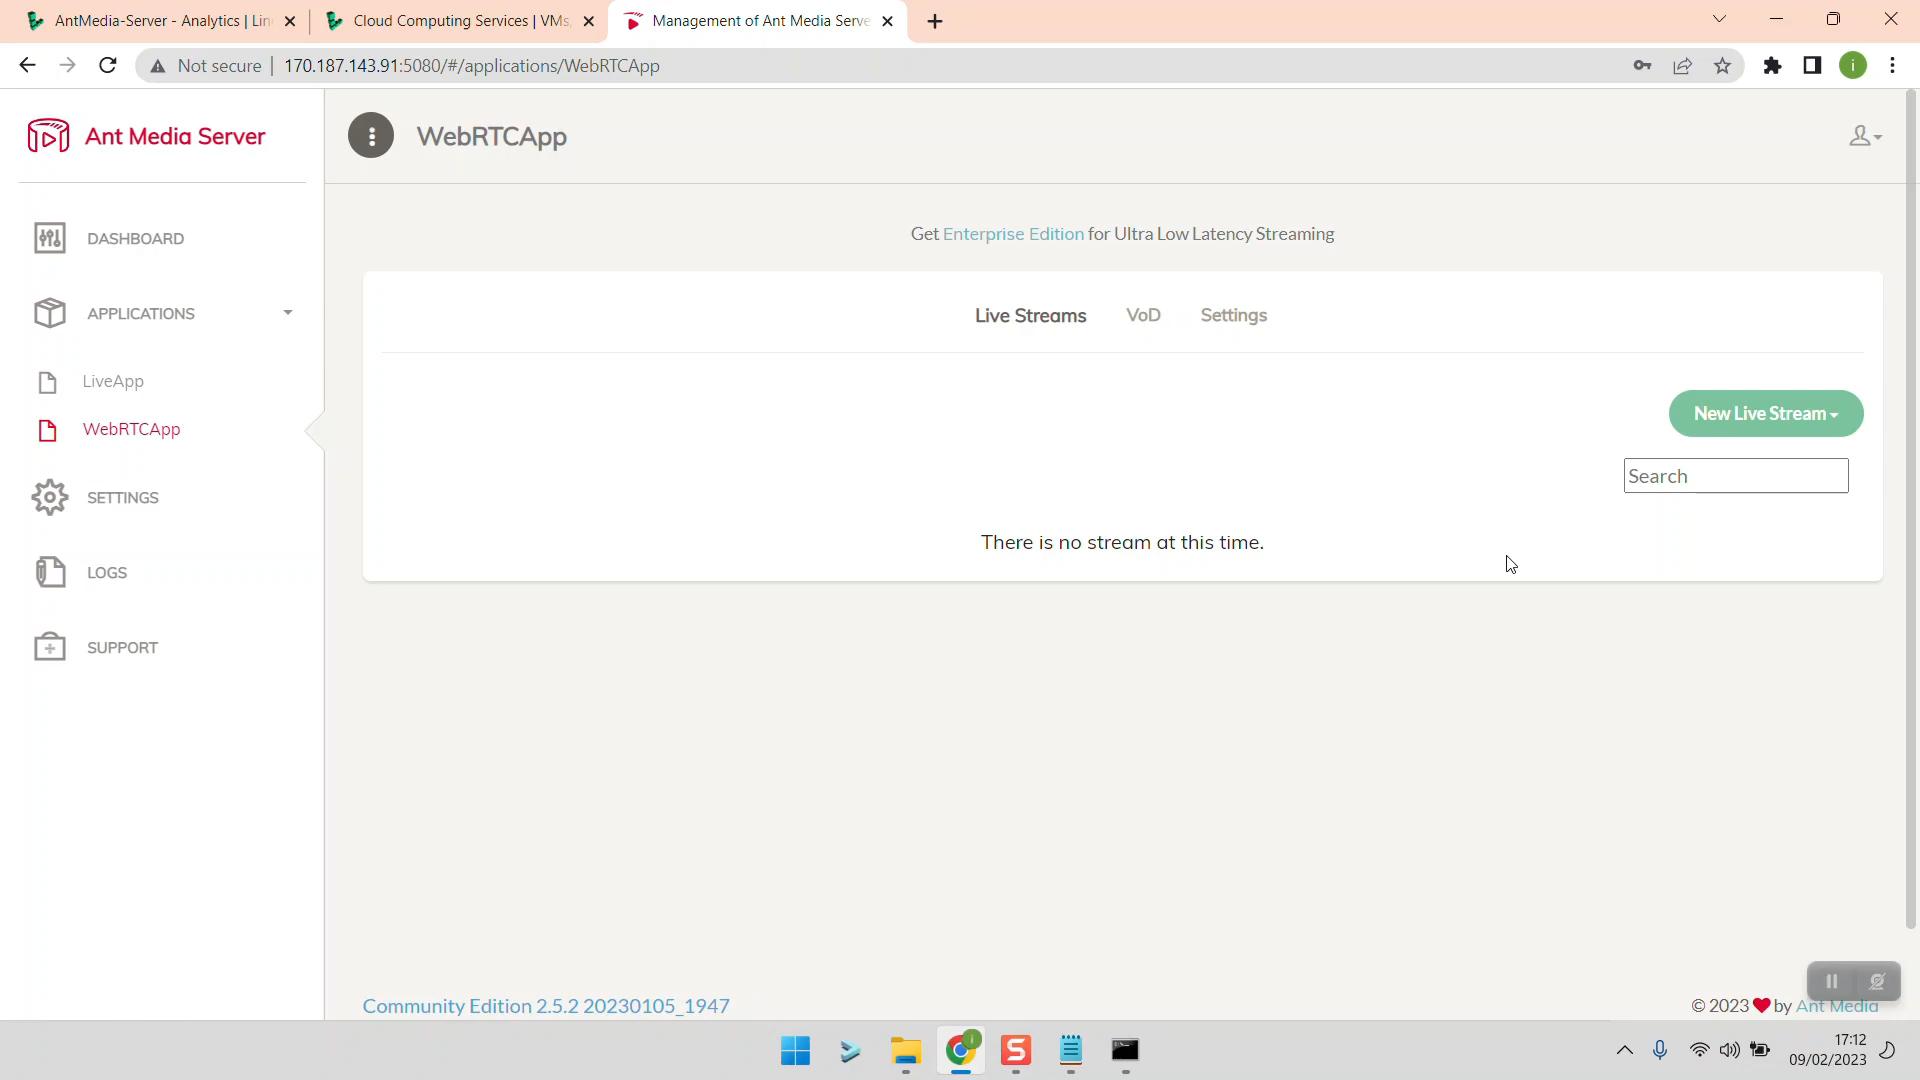 AntMedia-Server - Analytics | Lin
Cloud Computing Services | VMs,
Management of Ant Media Serve
Not secure | 170.187.143.91:5080/#/applications/WebRTCApp
i
Ant Media Server
WebRTCApp
DASHBOARD
Get Enterprise Edition for Ultra Low Latency Streaming
APPLICATIONS
Live Streams VoD Settings
LiveApp
WebRTCApp
New Live Stream
Search
SETTINGS
There is no stream at this time.
LOGS
SUPPORT
Community Edition 2.5.2 20230105_1947
© 2023 ❤ by Ant Media
17:12
09/02/2023